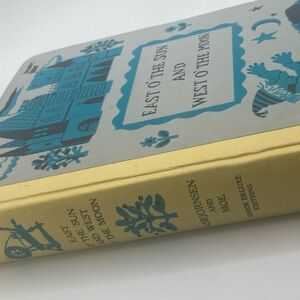 EAST O' THE SUN
AND
WEST O' THE MOON
EAST
O' THE SUN
AND WEST
O' THE MOON
ASBJORNSEN
AND
MOE
JUNIOR DELUXE
EDITIONS